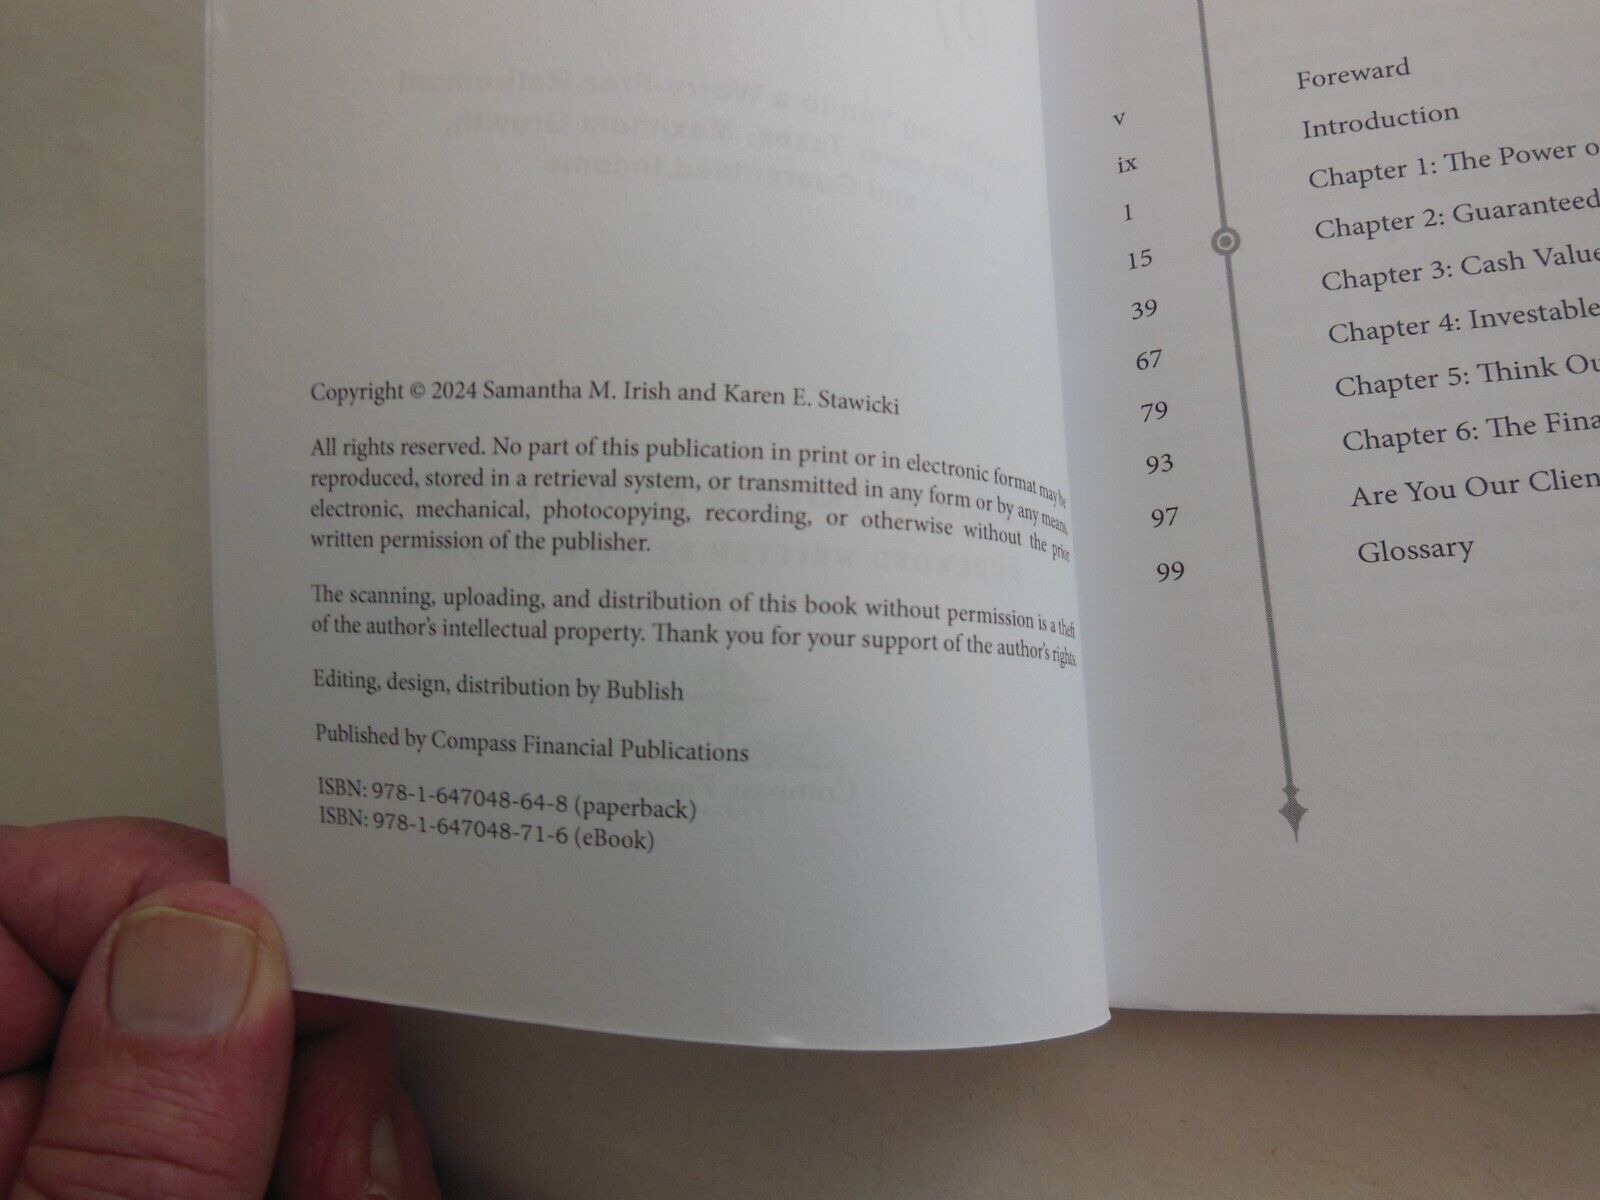 Copyright © 2024 Samantha M. Irish and Karen E. Stawicki
All rights reserved. No part of this publication in print or in electronic format may be
reproduced, stored in a retrieval system, or transmitted in any form or by any means,
electronic, mechanical, photocopying, recording, or otherwise without the prior
written permission of the publisher.
The scanning, uploading, and distribution of this book without permission is a theft
of the author's intellectual property. Thank you for your support of the author's rights.
Editing, design, distribution by Bublish
Published by Compass Financial Publications
ISBN: 978-1-647048-64-8 (paperback)
ISBN: 978-1-647048-71-6 (eBook)
Foreward
v
Introduction
ix
Chapter 1: The Power o
1
Chapter 2: Guaranteed
15
Chapter 3: Cash Value
39
Chapter 4: Investable
67
Chapter 5: Think Ou
79
Chapter 6: The Fina
93
Are You Our Clien
97
Glossary
99